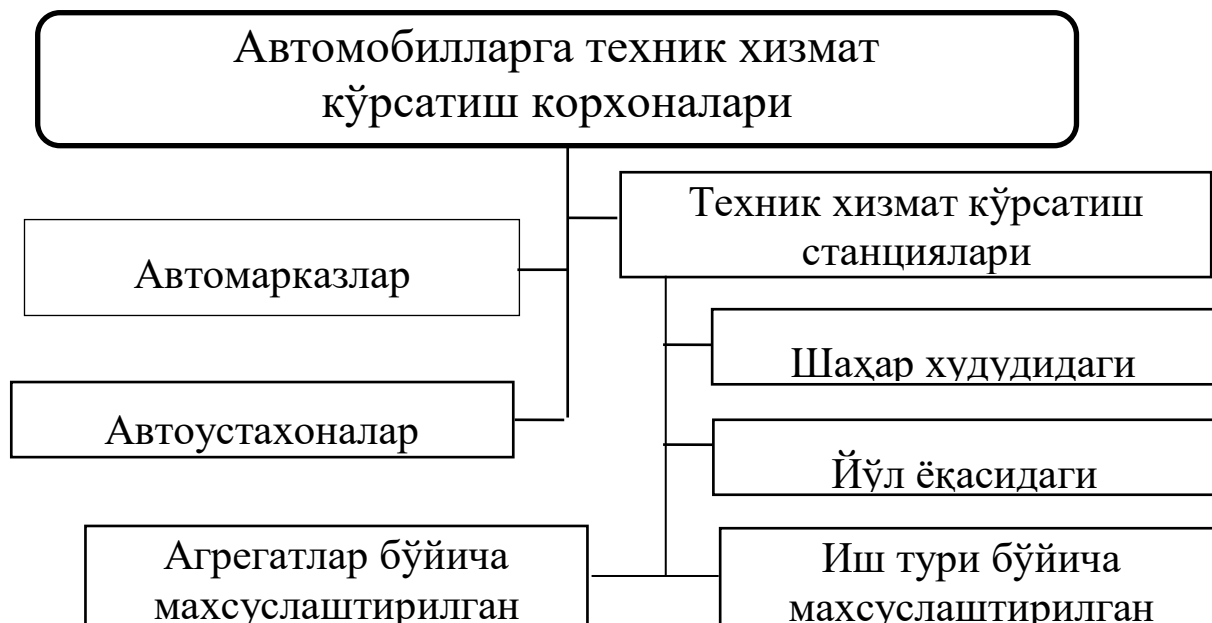 Автомобилларга техник хизмат
кўрсатиш корхоналари
Техник хизмат кўрсатиш
станциялари
Автомарказлар
Шаҳар худудидаги
Автоустахоналар
Йўл ёқасидаги
Агрегатлар бўйича
махсуслаштирилган
Иш тури бўйича
махсуслаштирилган